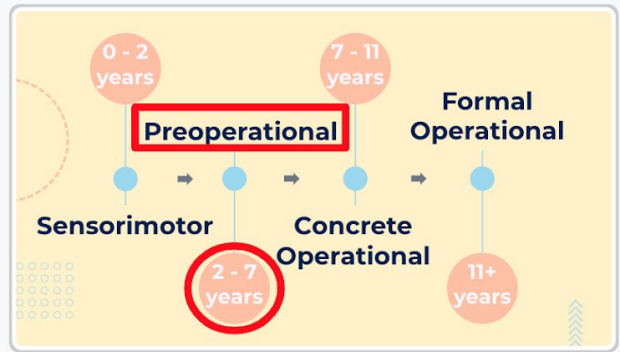 0 - 2
years
7 - 11
years
Preoperational
Formal
Operational
Sensorimotor
Concrete
Operational
2 - 7
years
11+
years